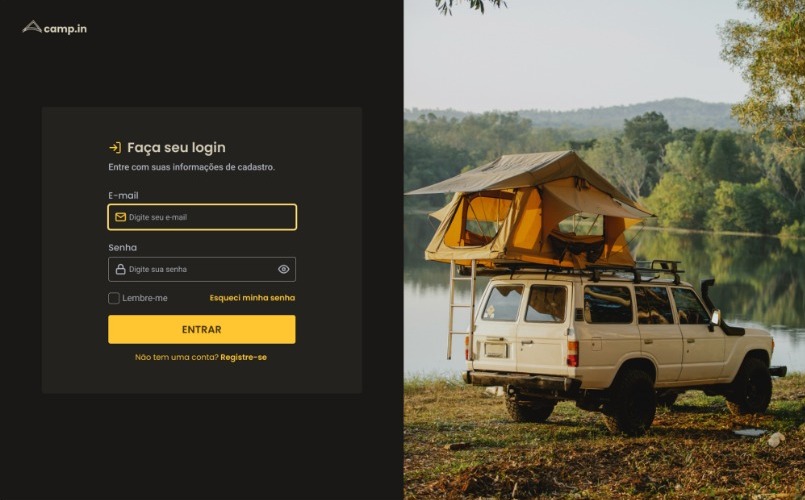 camp.in
Faça seu login
Entre com suas informações de cadastro.
E-mail
Digite seu e-mail
Senha
Digite sua senha
Lembre-me Esqueci minha senha
ENTRAR
Não tem uma conta? Registre-se